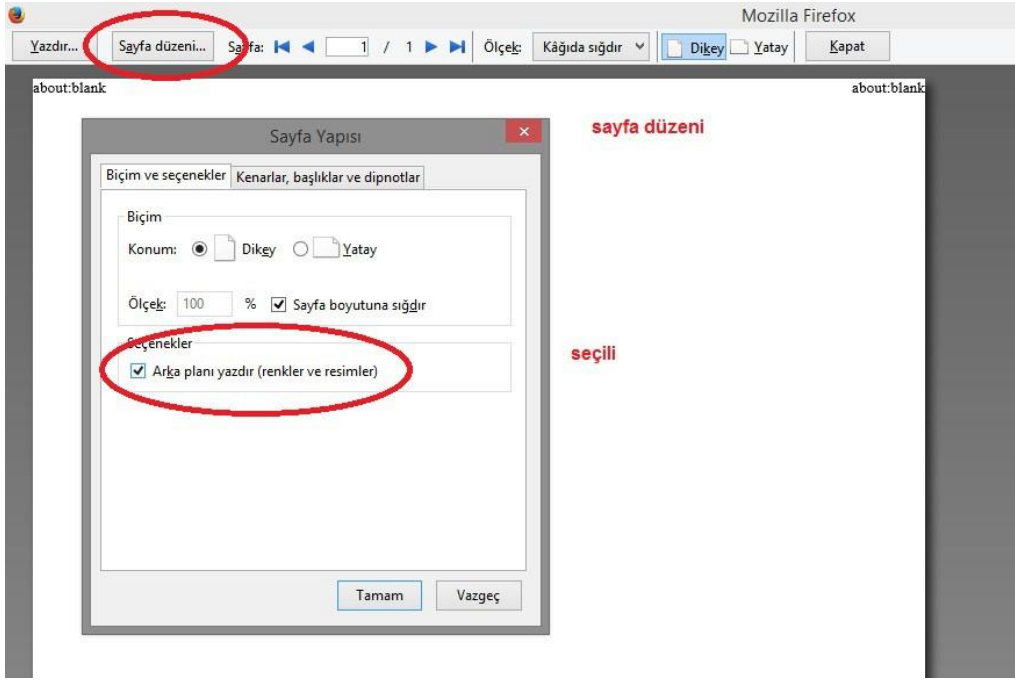 Mozilla Firefox
Yazdır... Sayfa düzeni... Sayfa: 1 / 1 Ölçek: Kâğıda sığdır Dikey Yatay Kapat
about:blank about:blank
sayfa düzeni
Sayfa Yapısı
Biçim ve seçenekler Kenarlar, başlıklar ve dipnotlar
Biçim
Konum: Dikey Yatay
Ölçek: 100 % Sayfa boyutuna sığdır
Seçenekler
seçili
Arka planı yazdır (renkler ve resimler)
Tamam Vazgeç